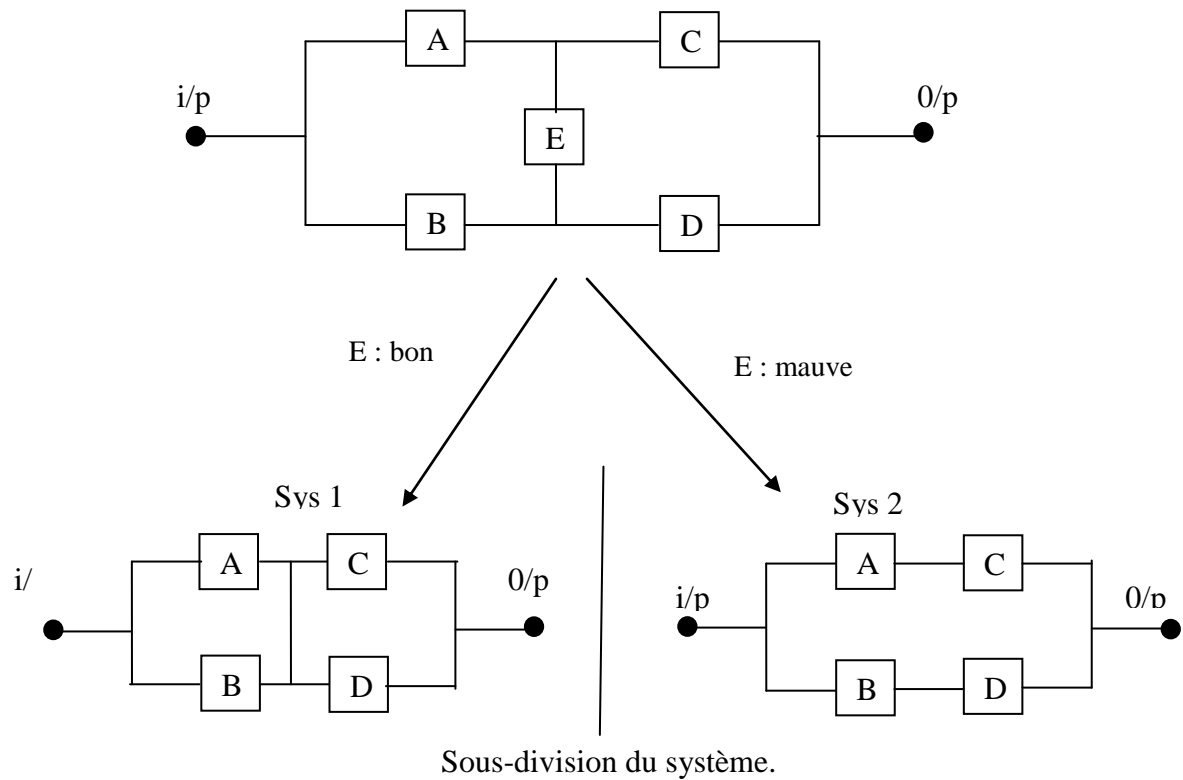 A
C
i/p
0/p
E
B
D
E : bon
E : mauve
Sys 1
Sys 2
A
C
i/
0/p
B
D
A
C
i/p
0/p
B
D
Sous-division du système.